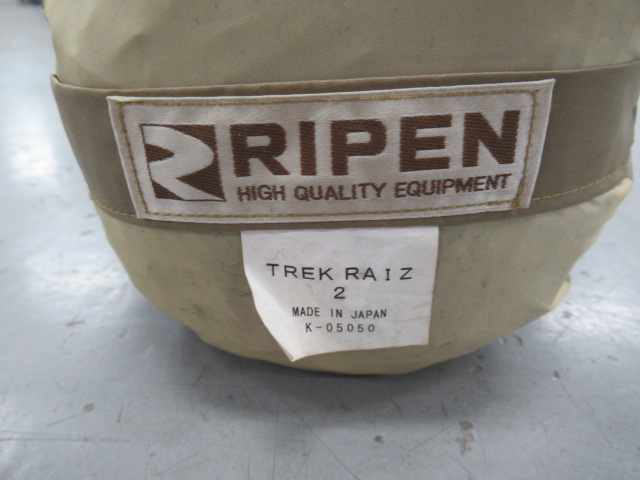 RIPEN
HIGH QUALITY EQUIPMENT
TREK RAIZ
2
MADE IN JAPAN
K-05050